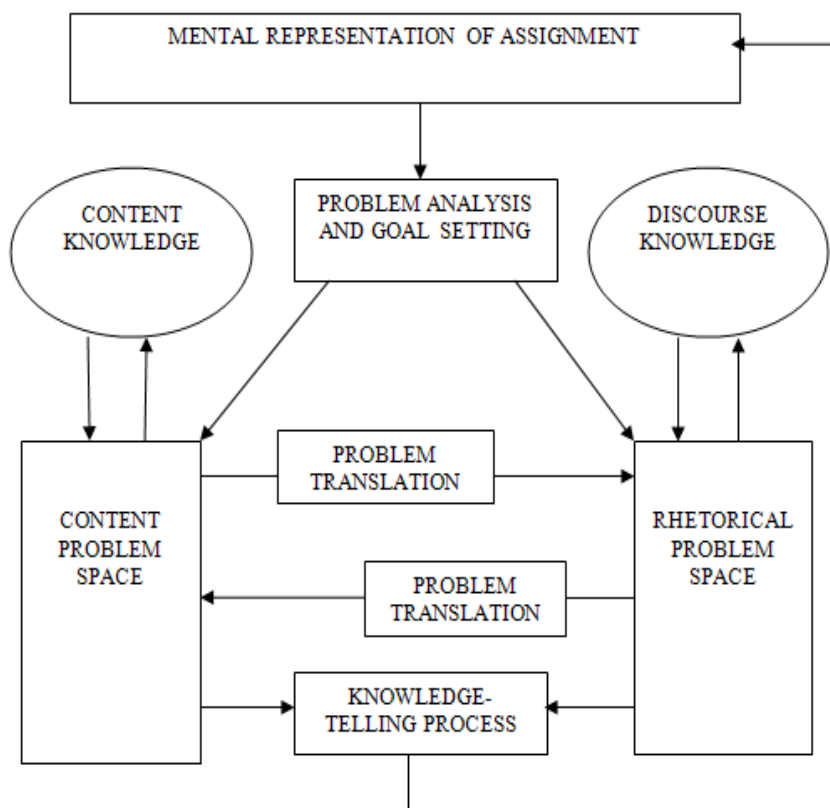 MENTAL REPRESENTATION OF ASSIGNMENT
CONTENT
KNOWLEDGE
PROBLEM ANALYSIS
AND GOAL SETTING
DISCOURSE
KNOWLEDGE
PROBLEM
TRANSLATION
CONTENT
PROBLEM
SPACE
RHETORICAL
PROBLEM
SPACE
PROBLEM
TRANSLATION
KNOWLEDGE-
TELLING PROCESS